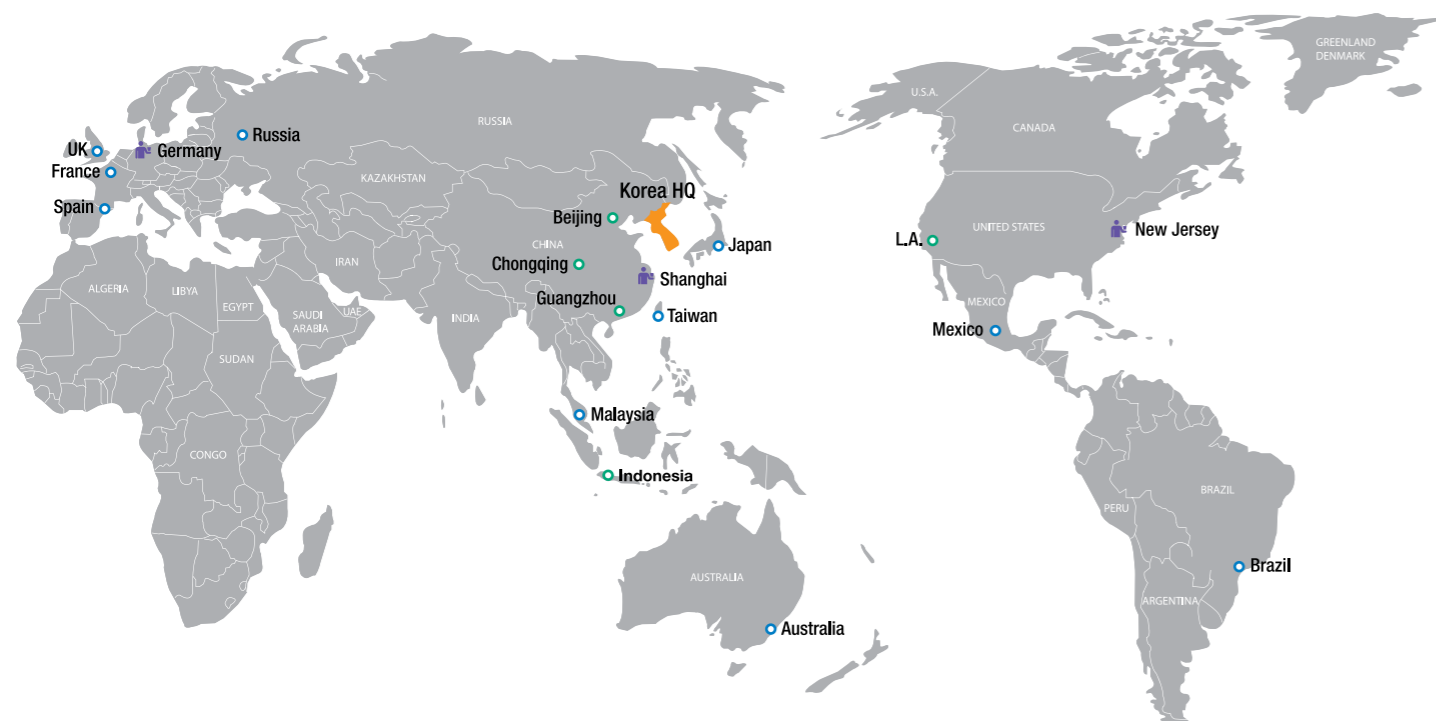 GREENLAND
DENMARK
U.S.A.
RUSSIA
CANADA
Russia
UK
Germany
France
KAZAKHSTAN
Korea HQ
Spain
Beijing
UNITED STATES
New Jersey
L.A.
Japan
CHINA
IRAN
Chongqing
Shanghai
ALGERIA
LIBYA
EGYPT
SAUDI
ARABIA
UAE
INDIA
Guangzhou
Taiwan
MEXICO
Mexico
SUDAN
Malaysia
CONGO
Indonesia
BRAZIL
PERU
Brazil
AUSTRALIA
ARGENTINA
Australia